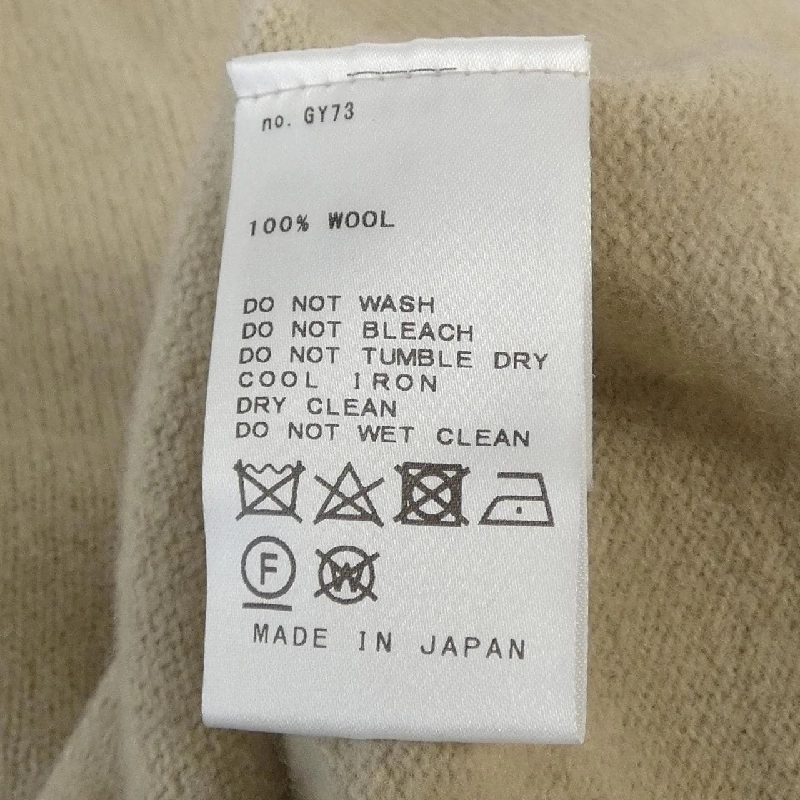 no. GY73
100% WOOL
DO NOT WASH
DO NOT BLEACH
DO NOT TUMBLE DRY
COOL IRON
DRY CLEAN
DO NOT WET CLEAN
F W
MADE IN JAPAN